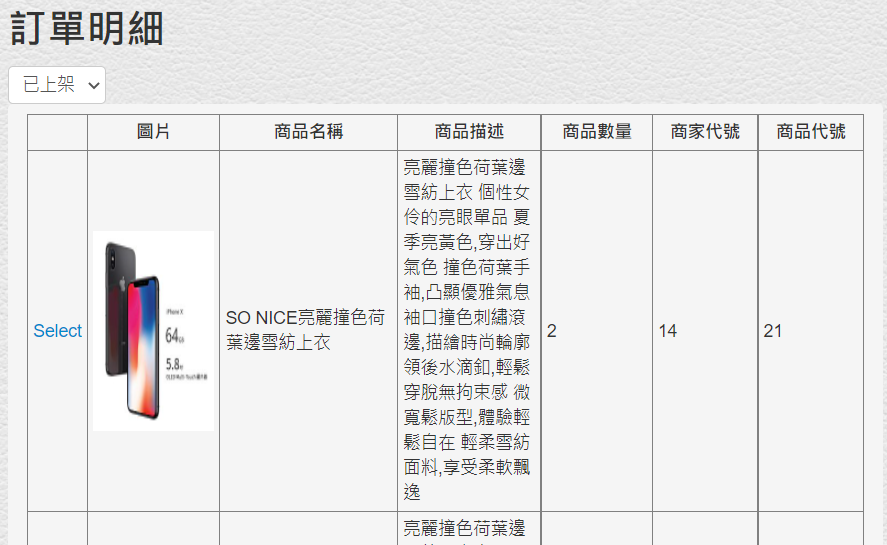 訂單明細
已上架
圖片 商品名稱 商品描述 商品數量 商家代號 商品代號
Select
iPhone X
64GB
5.8吋
SO NICE亮麗撞色荷
葉邊雪紡上衣
亮麗撞色荷葉邊
雪紡上衣 個性女
伶的亮眼單品 夏
季亮黃色,穿出好
氣色 撞色荷葉手
袖,凸顯優雅氣息
袖口撞色刺繡滾
邊,描繪時尚輪廓
領後水滴釦,輕鬆
穿脫無拘束感 微
寬鬆版型,體驗輕
鬆自在 輕柔雪紡
面料,享受柔軟飄
逸
2
14
21
亮麗撞色荷葉邊